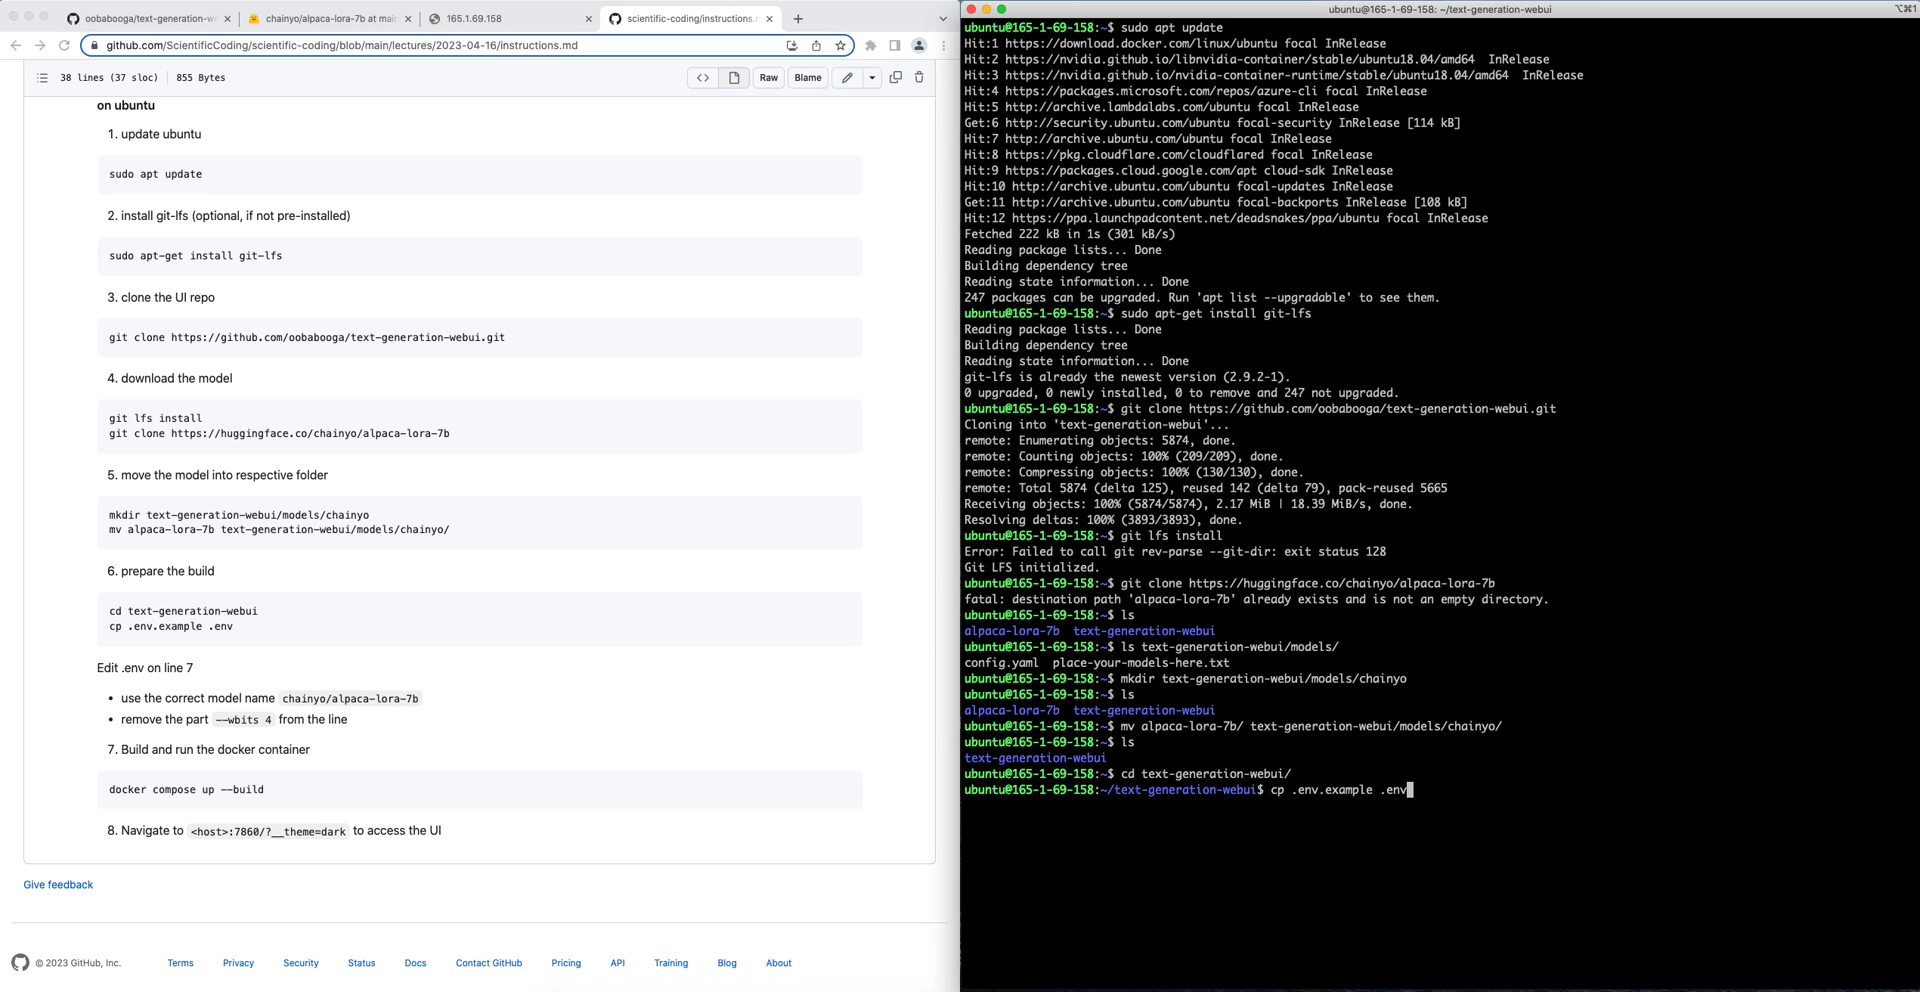 oobabooga/text-generation-w
chainyo/alpaca-lora-7b at mai
165.1.69.158
scientific-coding/instructions.
github.com/ScientificCoding/scientific-coding/blob/main/lectures/2023-04-16/instructions.md
38 lines (37 sloc) 855 Bytes
Raw
Blame
on ubuntu
1. update ubuntu
sudo apt update
2. install git-lfs (optional, if not pre-installed)
sudo apt-get install git-lfs
3. clone the UI repo
git clone https://github.com/oobabooga/text-generation-webui.git
4. download the model
git lfs install
git clone https://huggingface.co/chainyo/alpaca-lora-7b
5. move the model into respective folder
mkdir text-generation-webui/models/chainyo
mv alpaca-lora-7b text-generation-webui/models/chainyo/
6. prepare the build
cd text-generation-webui
cp .env.example .env
Edit .env on line 7
• use the correct model name chainyo/alpaca-lora-7b
• remove the part --wbits 4 from the line
7. Build and run the docker container
docker compose up --build
8. Navigate to <host>:7860/?__theme=dark to access the UI
Give feedback
© 2023 GitHub, Inc.
Terms
Privacy
Security
Status
Docs
Contact GitHub
Pricing
API
Training
Blog
About
ubuntu@165-1-69-158: ~/text-generation-webui
⌥⌘1
ubuntu@165-1-69-158:~$ sudo apt update
Hit:1 https://download.docker.com/linux/ubuntu focal InRelease
Hit:2 https://nvidia.github.io/libnvidia-container/stable/ubuntu18.04/amd64  InRelease
Hit:3 https://nvidia.github.io/nvidia-container-runtime/stable/ubuntu18.04/amd64  InRelease
Hit:4 https://packages.microsoft.com/repos/azure-cli focal InRelease
Hit:5 http://archive.lambdalabs.com/ubuntu focal InRelease
Get:6 http://security.ubuntu.com/ubuntu focal-security InRelease [114 kB]
Hit:7 http://archive.ubuntu.com/ubuntu focal InRelease
Hit:8 https://pkg.cloudflare.com/cloudflared focal InRelease
Hit:9 https://packages.cloud.google.com/apt cloud-sdk InRelease
Hit:10 http://archive.ubuntu.com/ubuntu focal-updates InRelease
Get:11 http://archive.ubuntu.com/ubuntu focal-backports InRelease [108 kB]
Hit:12 https://ppa.launchpadcontent.net/deadsnakes/ppa/ubuntu focal InRelease
Fetched 222 kB in 1s (301 kB/s)
Reading package lists... Done
Building dependency tree
Reading state information... Done
247 packages can be upgraded. Run 'apt list --upgradable' to see them.
ubuntu@165-1-69-158:~$ sudo apt-get install git-lfs
Reading package lists... Done
Building dependency tree
Reading state information... Done
git-lfs is already the newest version (2.9.2-1).
0 upgraded, 0 newly installed, 0 to remove and 247 not upgraded.
ubuntu@165-1-69-158:~$ git clone https://github.com/oobabooga/text-generation-webui.git
Cloning into 'text-generation-webui'...
remote: Enumerating objects: 5874, done.
remote: Counting objects: 100% (209/209), done.
remote: Compressing objects: 100% (130/130), done.
remote: Total 5874 (delta 125), reused 142 (delta 79), pack-reused 5665
Receiving objects: 100% (5874/5874), 2.17 MiB | 18.39 MiB/s, done.
Resolving deltas: 100% (3893/3893), done.
ubuntu@165-1-69-158:~$ git lfs install
Error: Failed to call git rev-parse --git-dir: exit status 128
Git LFS initialized.
ubuntu@165-1-69-158:~$ git clone https://huggingface.co/chainyo/alpaca-lora-7b
fatal: destination path 'alpaca-lora-7b' already exists and is not an empty directory.
ubuntu@165-1-69-158:~$ ls
alpaca-lora-7b  text-generation-webui
ubuntu@165-1-69-158:~$ ls text-generation-webui/models/
config.yaml  place-your-models-here.txt
ubuntu@165-1-69-158:~$ mkdir text-generation-webui/models/chainyo
ubuntu@165-1-69-158:~$ ls
alpaca-lora-7b  text-generation-webui
ubuntu@165-1-69-158:~$ mv alpaca-lora-7b/ text-generation-webui/models/chainyo/
ubuntu@165-1-69-158:~$ ls
text-generation-webui
ubuntu@165-1-69-158:~$ cd text-generation-webui/
ubuntu@165-1-69-158:~/text-generation-webui$ cp .env.example .env